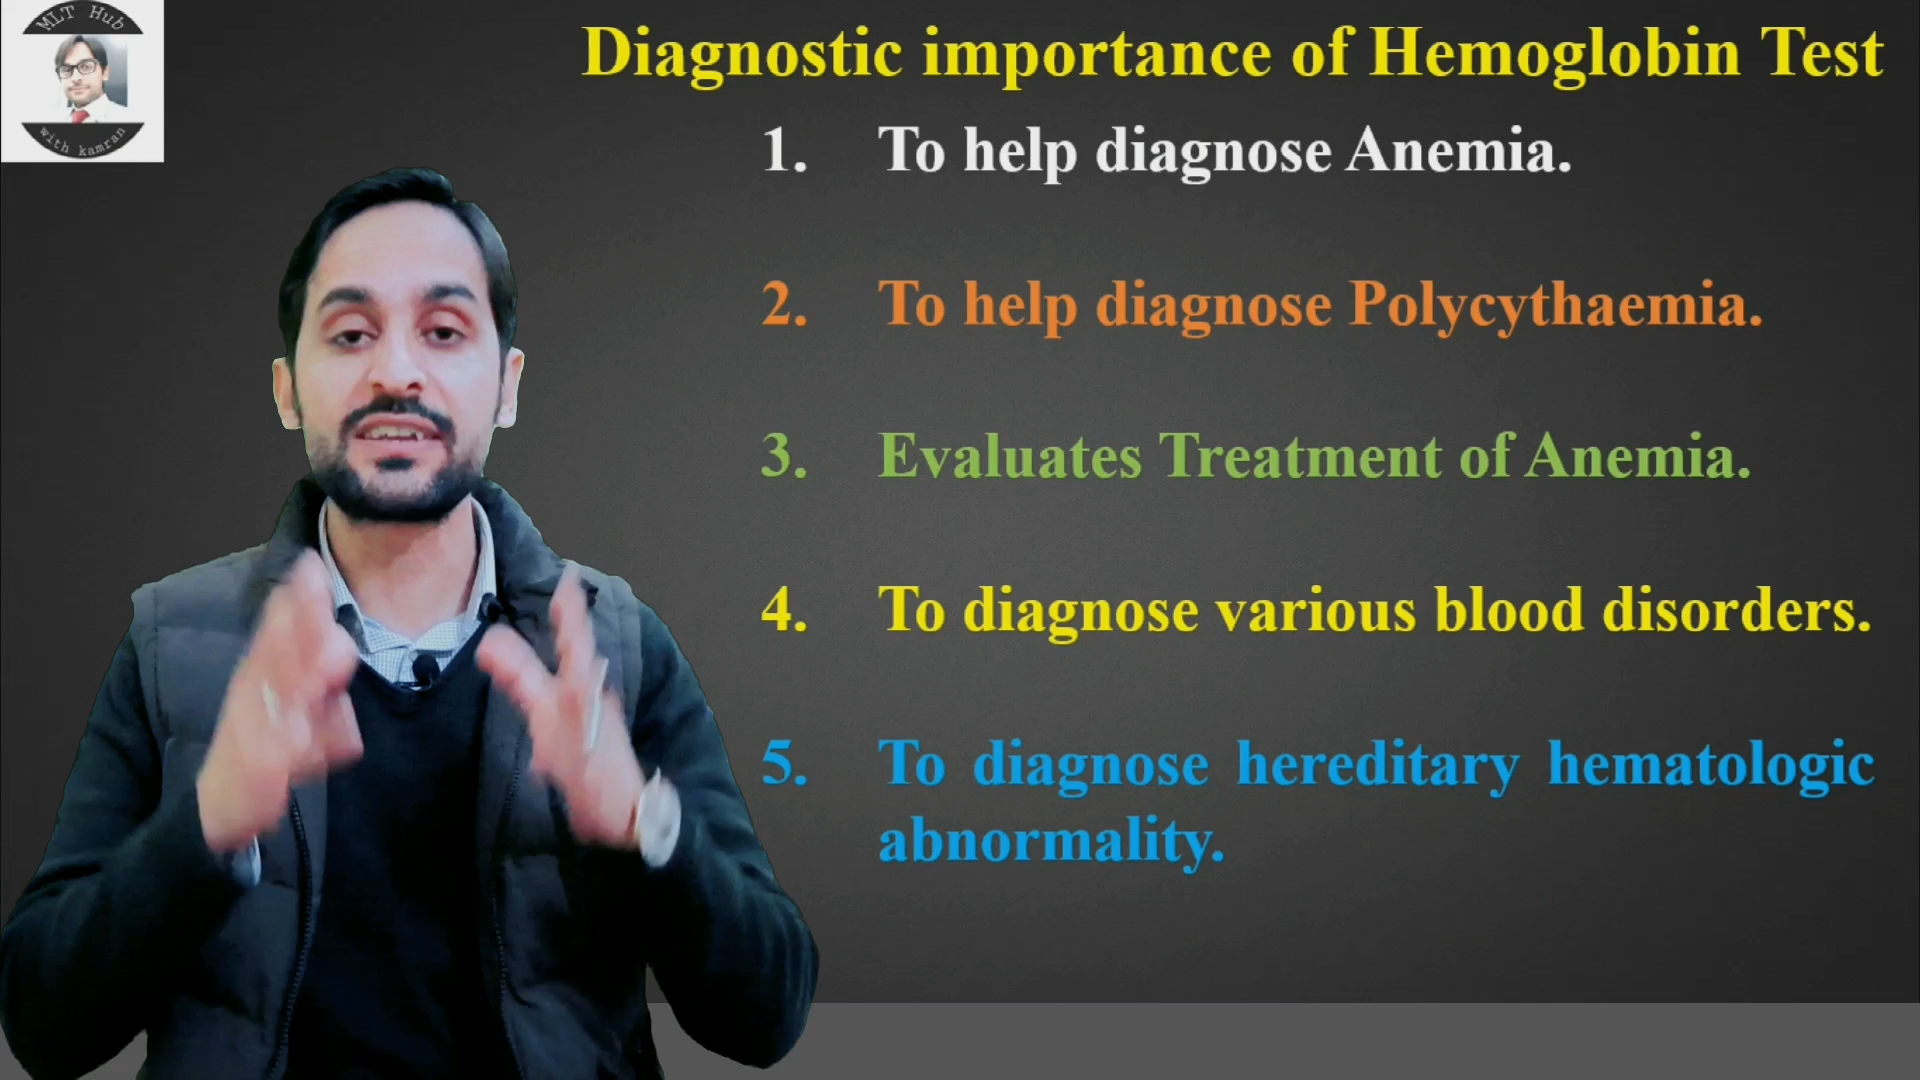 MLT Hub
with kamran
Diagnostic importance of Hemoglobin Test
1. To help diagnose Anemia.
2. To help diagnose Polycythaemia.
3. Evaluates Treatment of Anemia.
4. To diagnose various blood disorders.
5. To diagnose hereditary hematologic
abnormality.